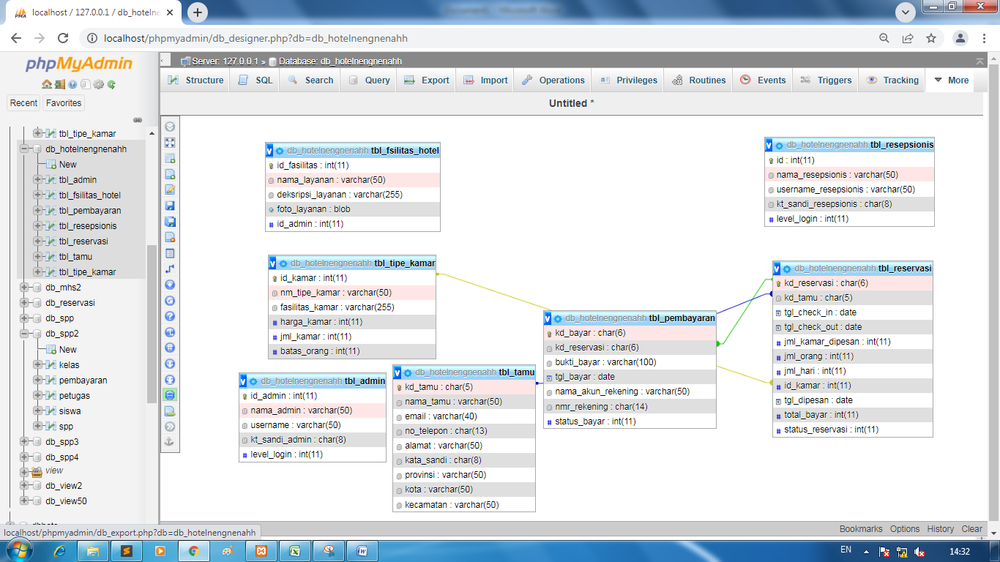 localhost / 127.0.0.1 / db_hotelne
localhost/phpmyadmin/db_designer.php?db=db_hotelnengnenahh
phpMyAdmin
Recent
Favorites
tbl_tipe_kamar
db_hotelnengnenahh
New
tbl_admin
tbl_fsilitas_hotel
tbl_pembayaran
tbl_resepsionis
tbl_reservasi
tbl_tamu
tbl_tipe_kamar
db_mhs2
db_reservasi
db_spp
db_spp2
New
kelas
pembayaran
petugas
siswa
spp
db_spp3
db_spp4
view
db_view2
db_view50
localhost/phpmyadmin/db_export.php?db=db_hotelnengnenahh
Server: 127.0.0.1 » Database: db_hotelnengnenahh
Structure SQL Search Query Export Import Operations Privileges Routines Events Triggers Tracking More
Untitled *
db_hotelnengnenahh tbl_fsilitas_hotel
id_fasilitas : int(11)
nama_layanan : varchar(50)
deksripsi_layanan : varchar(255)
foto_layanan : blob
id_admin : int(11)
db_hotelnengnenahh tbl_resepsionis
id : int(11)
nama_resepsionis : varchar(50)
username_resepsionis : varchar(50)
kt_sandi_resepsionis : char(8)
level_login : int(11)
db_hotelnengnenahh tbl_tipe_kamar
id_kamar : int(11)
nm_tipe_kamar : varchar(50)
fasilitas_kamar : varchar(255)
harga_kamar : int(11)
jml_kamar : int(11)
batas_orang : int(11)
db_hotelnengnenahh tbl_reservasi
kd_reservasi : char(6)
kd_tamu : char(5)
tgl_check_in : date
tgl_check_out : date
jml_kamar_dipesan : int(11)
jml_orang : int(11)
jml_hari : int(11)
id_kamar : int(11)
tgl_dipesan : date
total_bayar : int(11)
status_reservasi : int(11)
db_hotelnengnenahh tbl_pembayaran
kd_bayar : char(6)
kd_reservasi : char(6)
bukti_bayar : varchar(100)
tgl_bayar : date
nama_akun_rekening : varchar(50)
nmr_rekening : char(14)
status_bayar : int(11)
db_hotelnengnenahh tbl_admin
id_admin : int(11)
nama_admin : varchar(50)
username : varchar(50)
kt_sandi_admin : char(8)
level_login : int(11)
db_hotelnengnenahh tbl_tamu
kd_tamu : char(5)
nama_tamu : varchar(50)
email : varchar(40)
no_telepon : char(13)
alamat : varchar(50)
kata_sandi : char(8)
provinsi : varchar(50)
kota : varchar(50)
kecamatan : varchar(50)
Bookmarks Options History Clear
EN
14:32